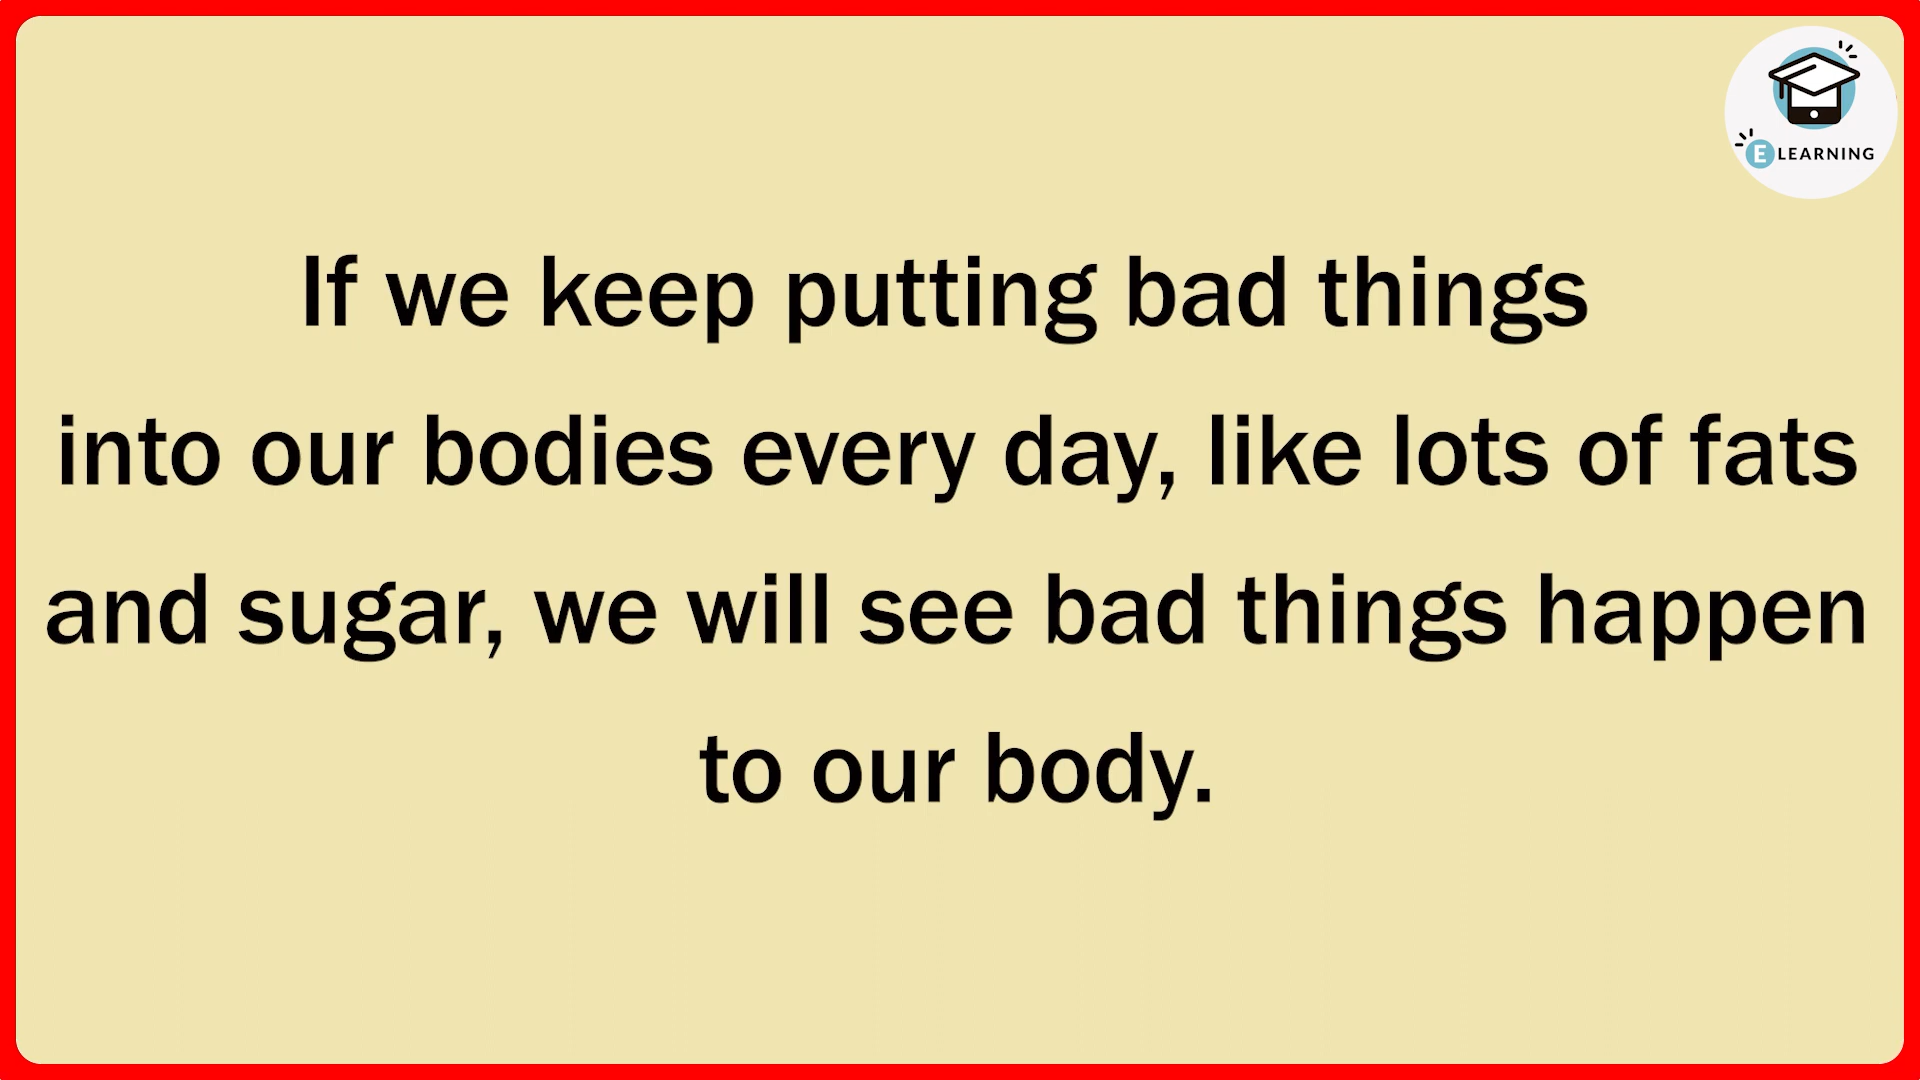 E LEARNING
If we keep putting bad things
into our bodies every day, like lots of fats
and sugar, we will see bad things happen
to our body.